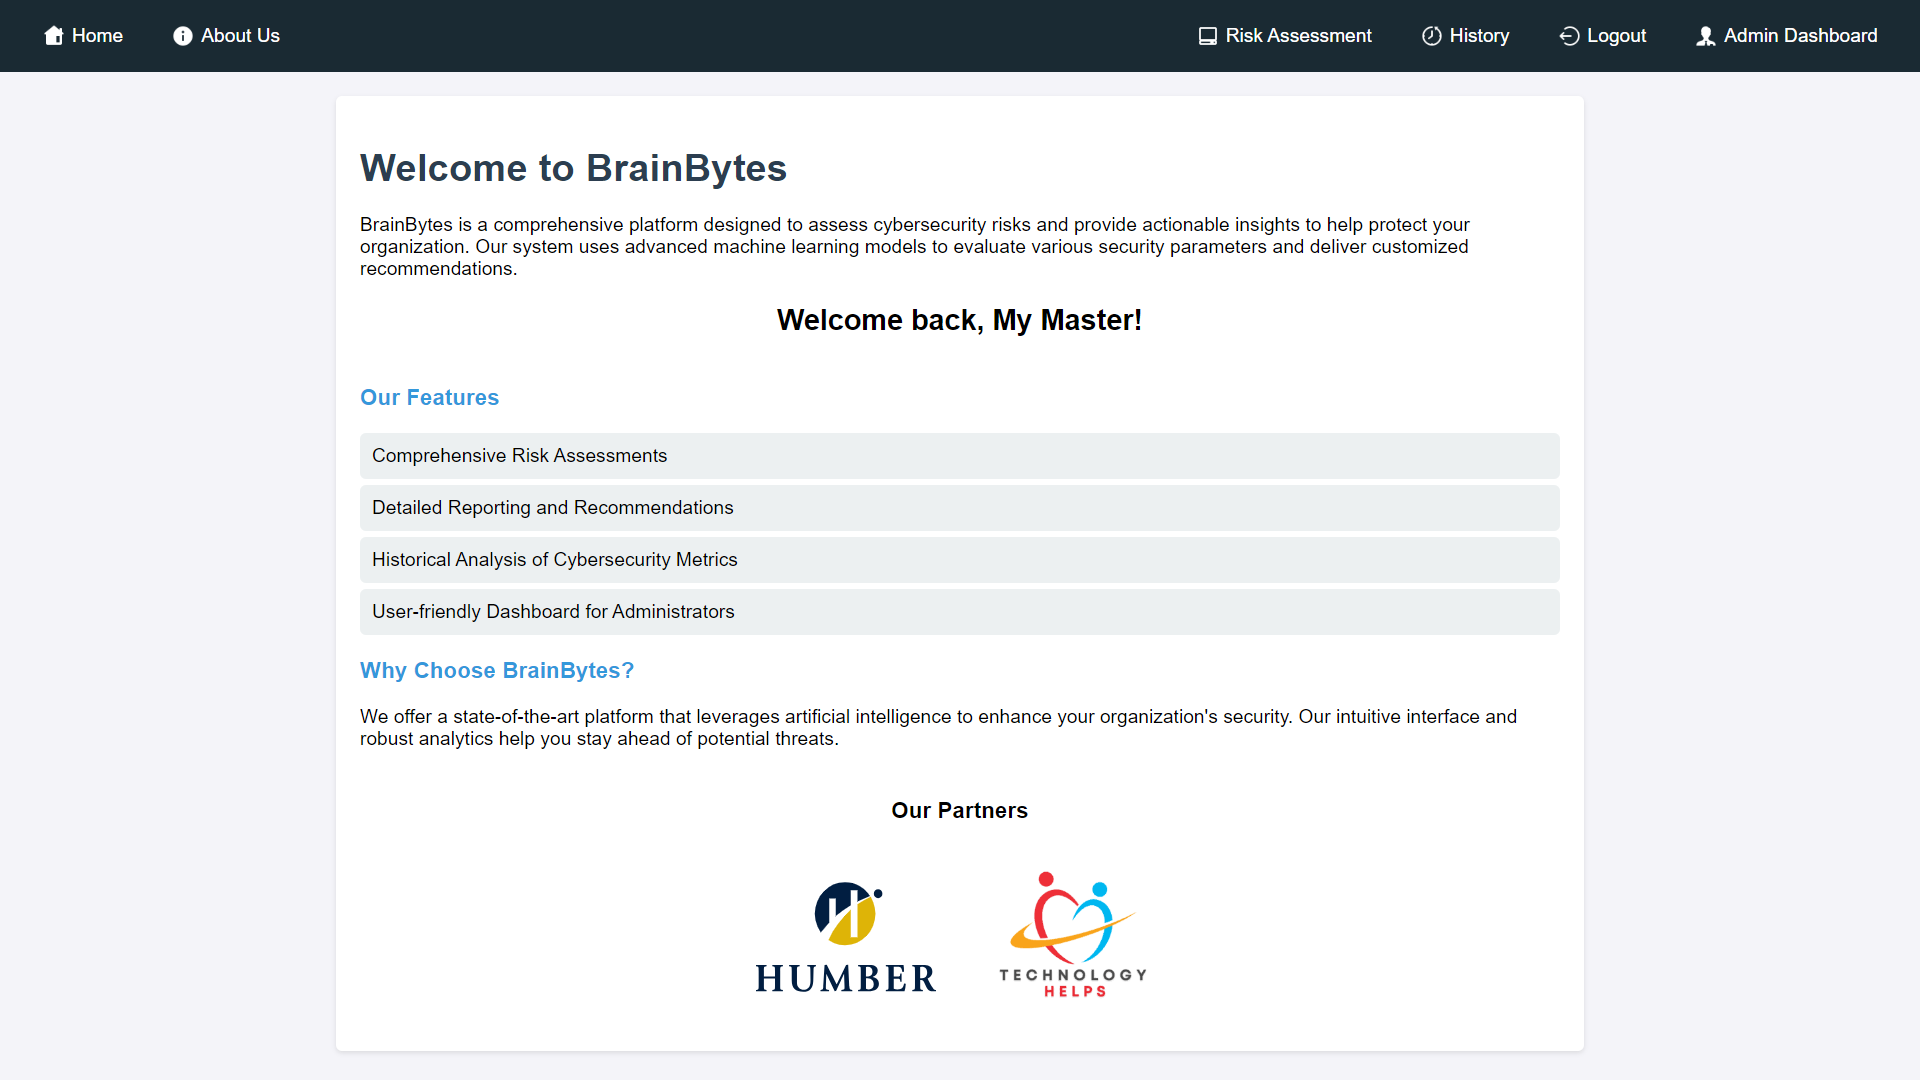 Home
About Us
Risk Assessment
History
Logout
Admin Dashboard
Welcome to BrainBytes
BrainBytes is a comprehensive platform designed to assess cybersecurity risks and provide actionable insights to help protect your
organization. Our system uses advanced machine learning models to evaluate various security parameters and deliver customized
recommendations.
Welcome back, My Master!
Our Features
Comprehensive Risk Assessments
Detailed Reporting and Recommendations
Historical Analysis of Cybersecurity Metrics
User-friendly Dashboard for Administrators
Why Choose BrainBytes?
We offer a state-of-the-art platform that leverages artificial intelligence to enhance your organization's security. Our intuitive interface and
robust analytics help you stay ahead of potential threats.
Our Partners
HUMBER
TECHNOLOGY
HELPS